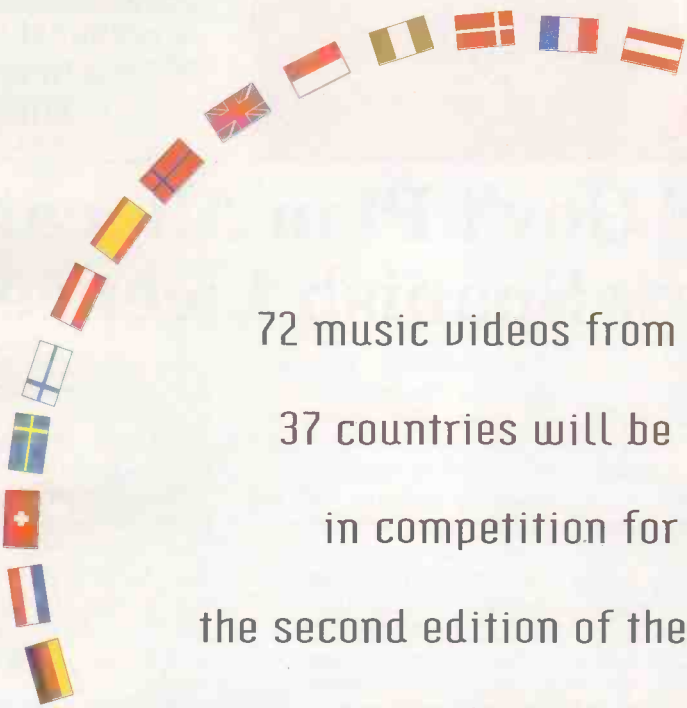 72 music videos from
37 countries will be
in competition for
the second edition of the